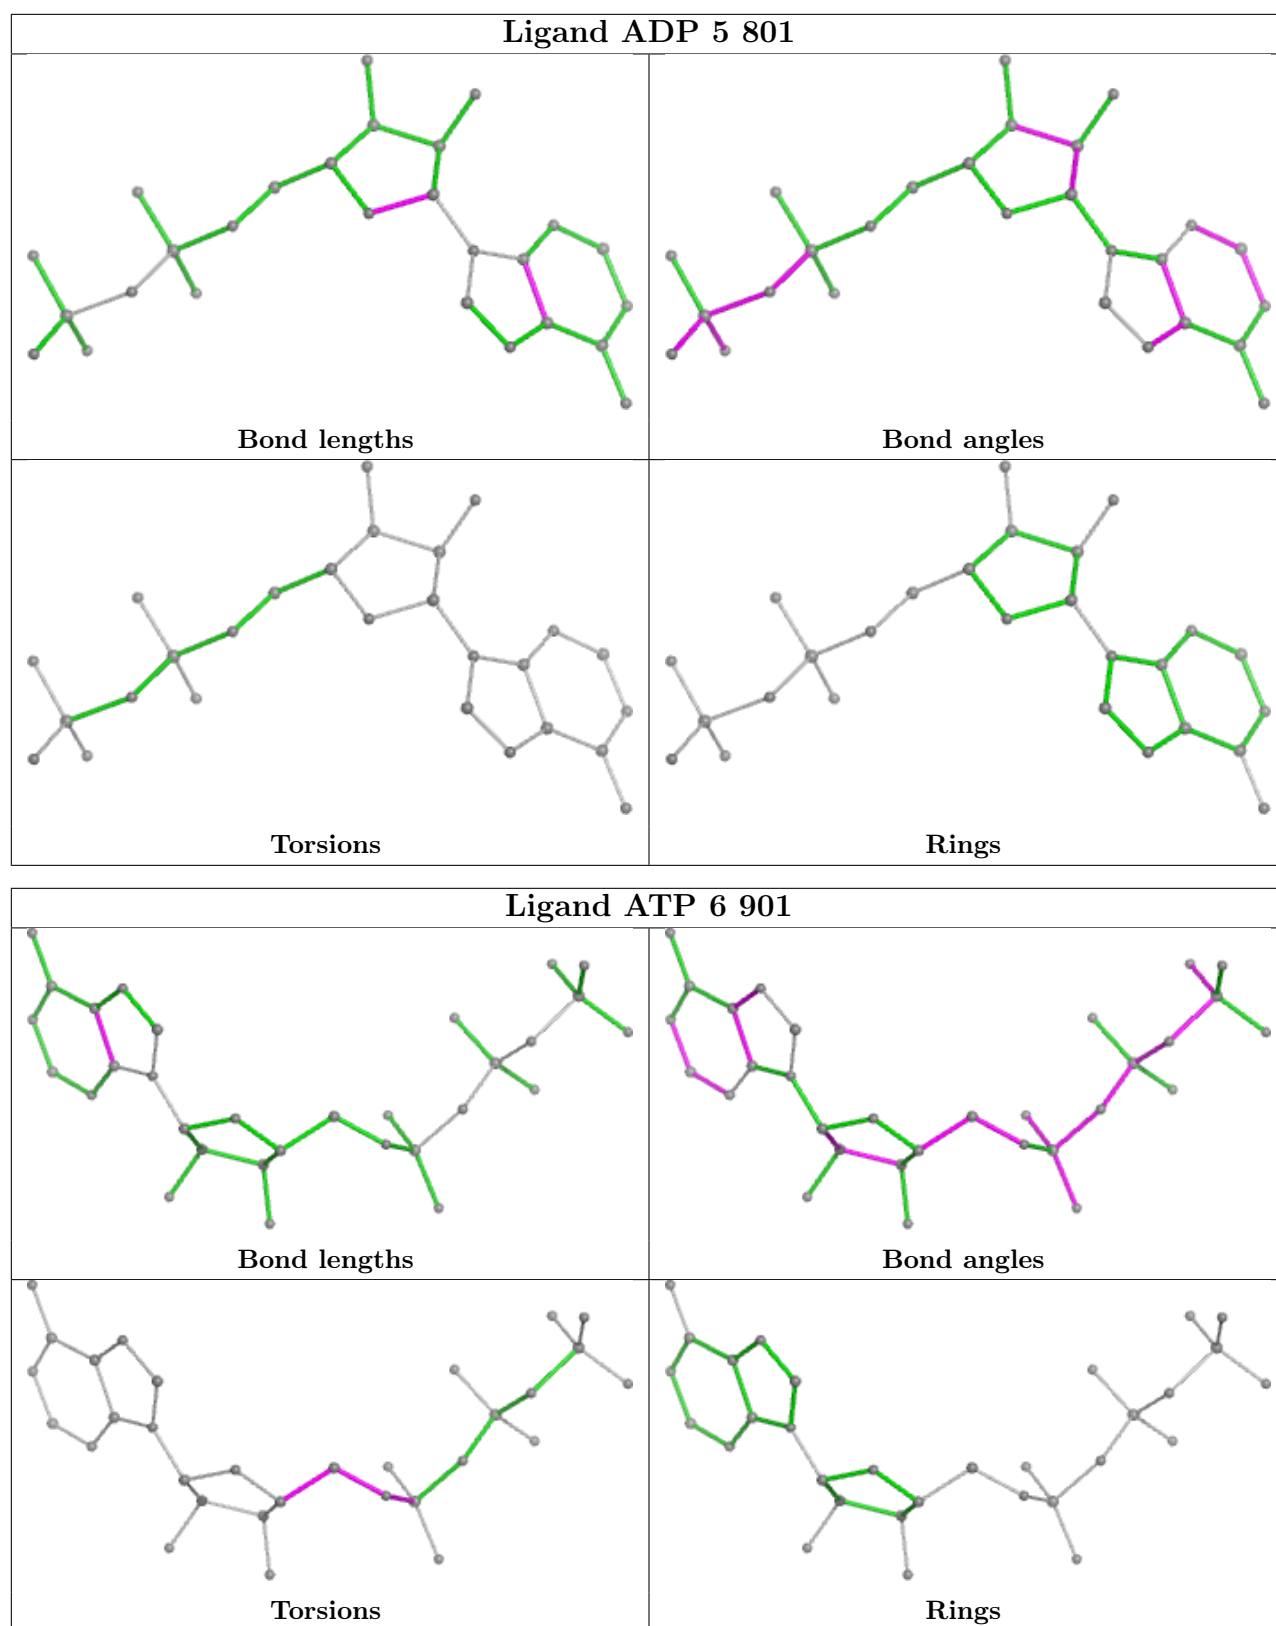 Ligand ADP 5 801
Bond lengths
Bond angles
Torsions
Rings
Ligand ATP 6 901
Bond lengths
Bond angles
Torsions
Rings